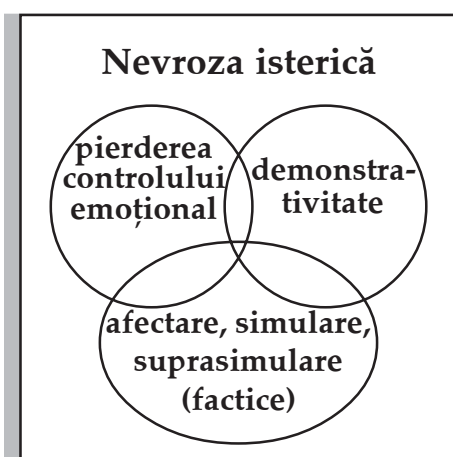 Nevroza isterică
pierderea
controlului
emoțional
demonstra-
tivitate
afectare, simulare,
suprasimulare
(factice)